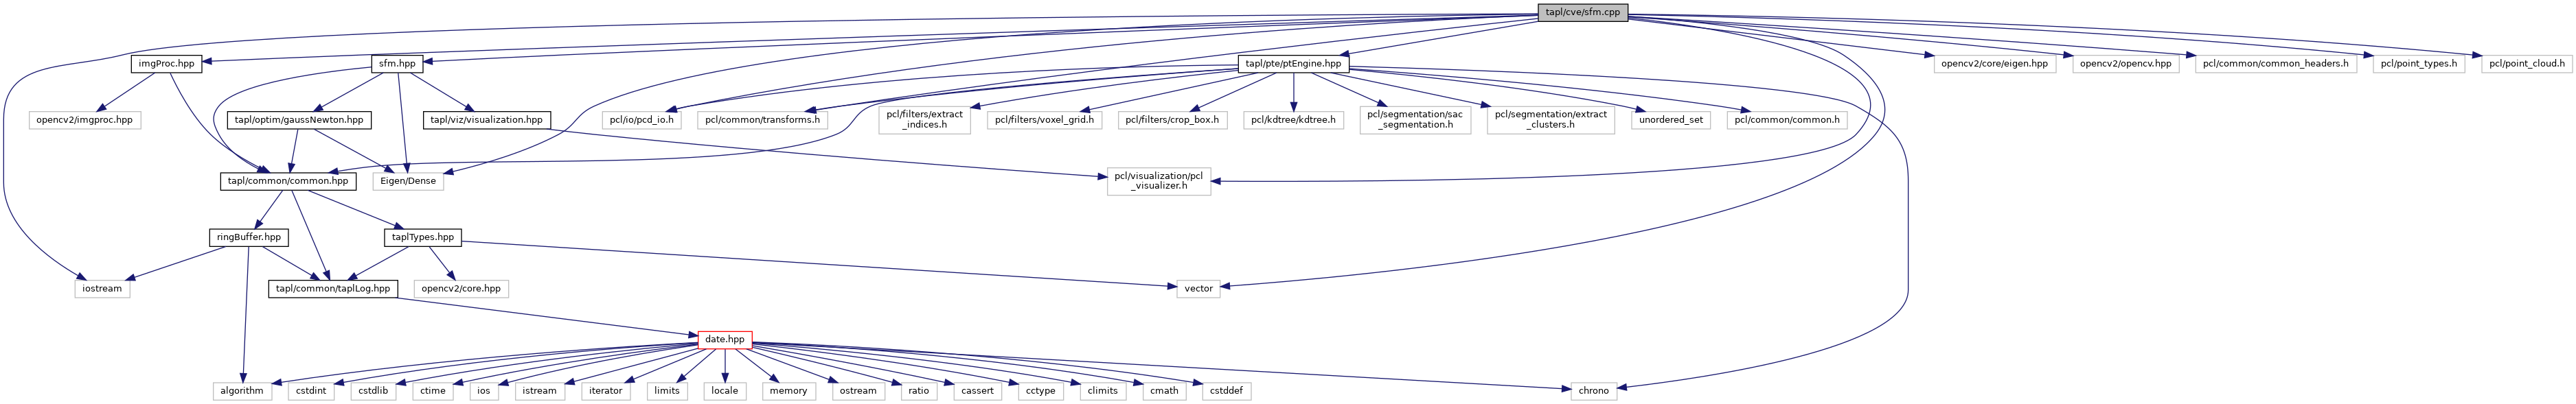 tapl/cve/sfm.cpp
imgProc.hpp
sfm.hpp
tapl/pte/ptEngine.hpp
opencv2/core/eigen.hpp
opencv2/opencv.hpp
pcl/common/common_headers.h
pcl/point_types.h
pcl/point_cloud.h
opencv2/imgproc.hpp
tapl/optim/gaussNewton.hpp
tapl/viz/visualization.hpp
pcl/io/pcd_io.h
pcl/common/transforms.h
pcl/filters/extract
_indices.h
pcl/filters/voxel_grid.h
pcl/filters/crop_box.h
pcl/kdtree/kdtree.h
pcl/segmentation/sac
_segmentation.h
pcl/segmentation/extract
_clusters.h
unordered_set
pcl/common/common.h
tapl/common/common.hpp
Eigen/Dense
pcl/visualization/pcl
_visualizer.h
ringBuffer.hpp
taplTypes.hpp
iostream
tapl/common/taplLog.hpp
opencv2/core.hpp
vector
date.hpp
algorithm
cstdint
cstdlib
ctime
ios
istream
iterator
limits
locale
memory
ostream
ratio
cassert
cctype
climits
cmath
cstddef
chrono